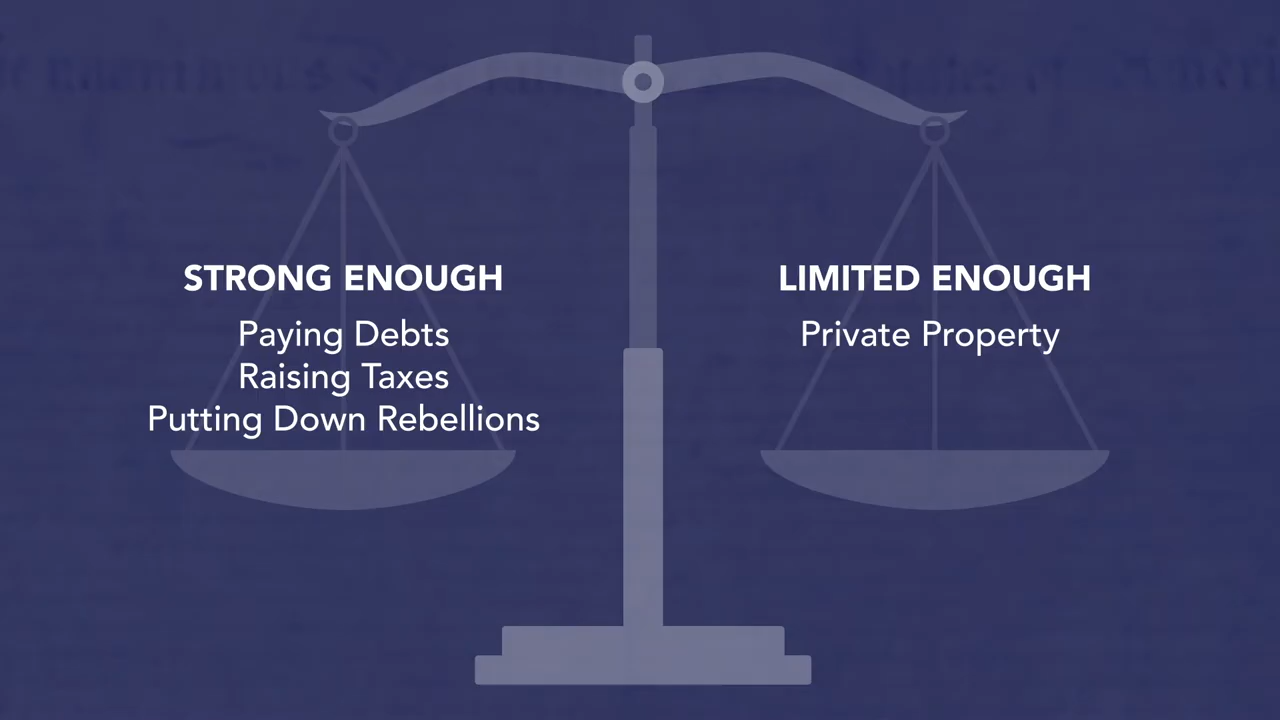 STRONG ENOUGH
Paying Debts
Raising Taxes
Putting Down Rebellions
LIMITED ENOUGH
Private Property